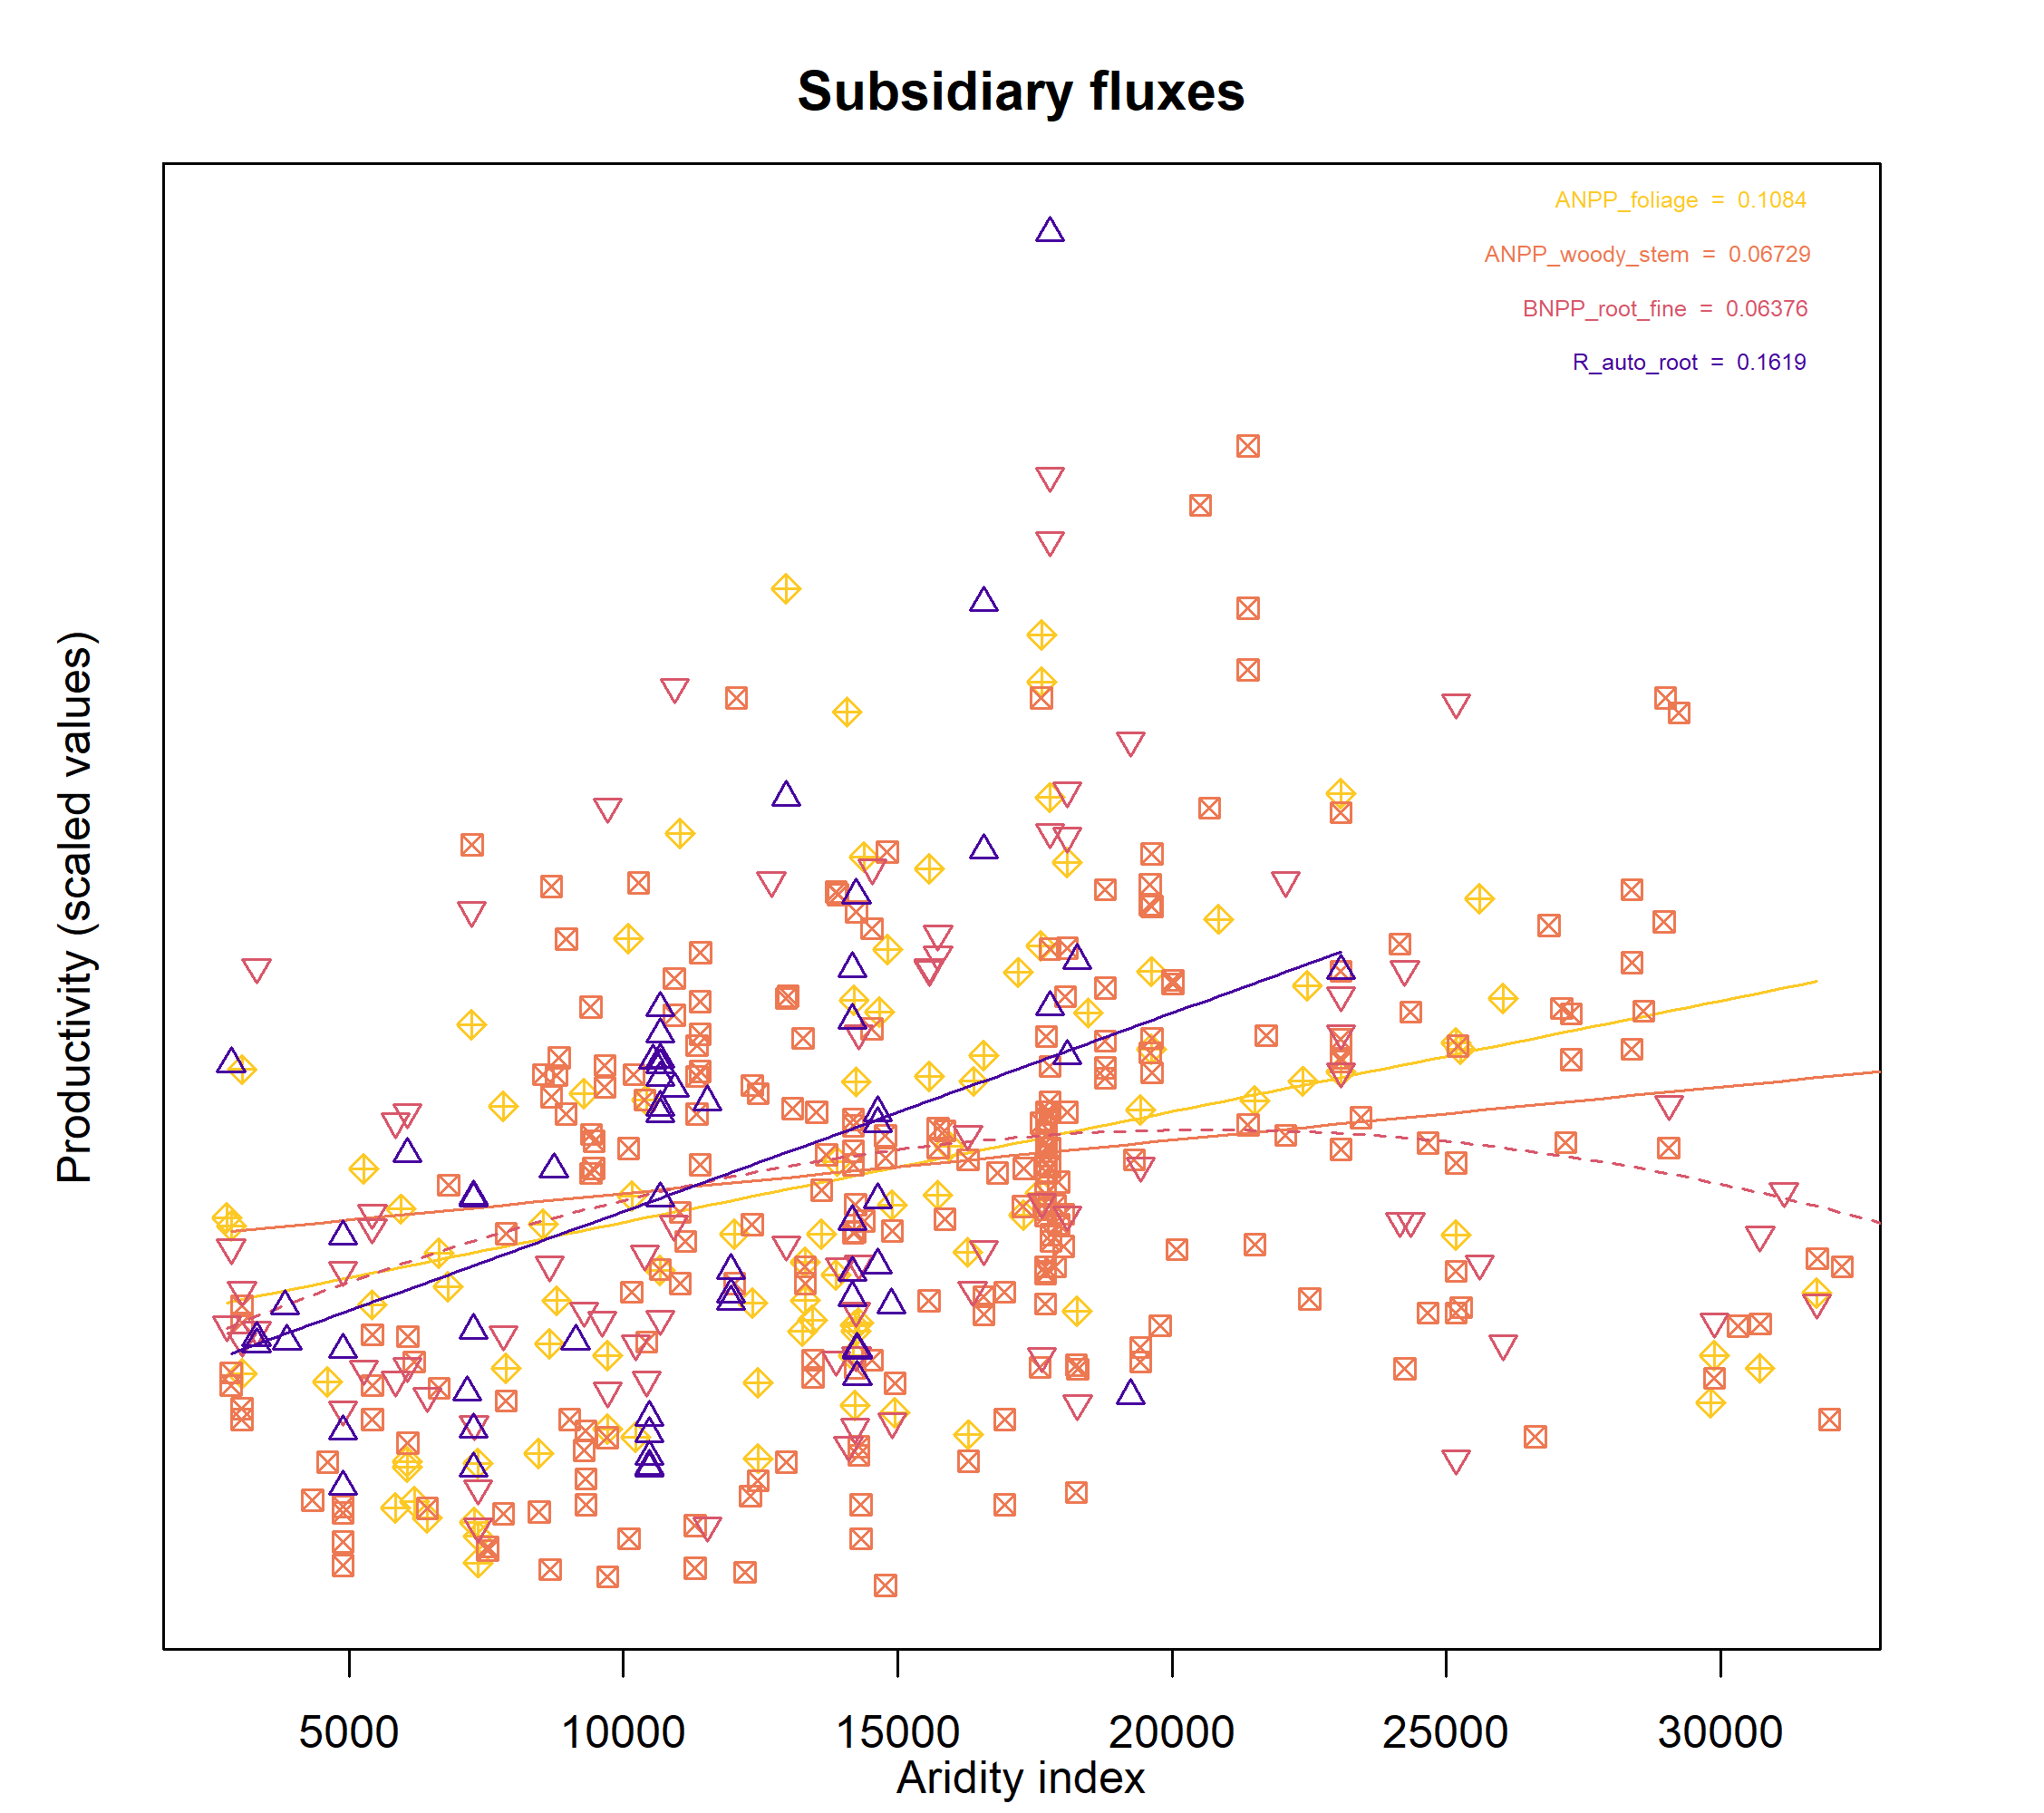 Subsidiary fluxes
ANPP_foliage = 0.1084
ANPP_woody_stem = 0.06729
BNPP_root_fine = 0.06376
R_auto_root = 0.1619
Productivity (scaled values)
5000 10000 15000 20000 25000 30000
Aridity index